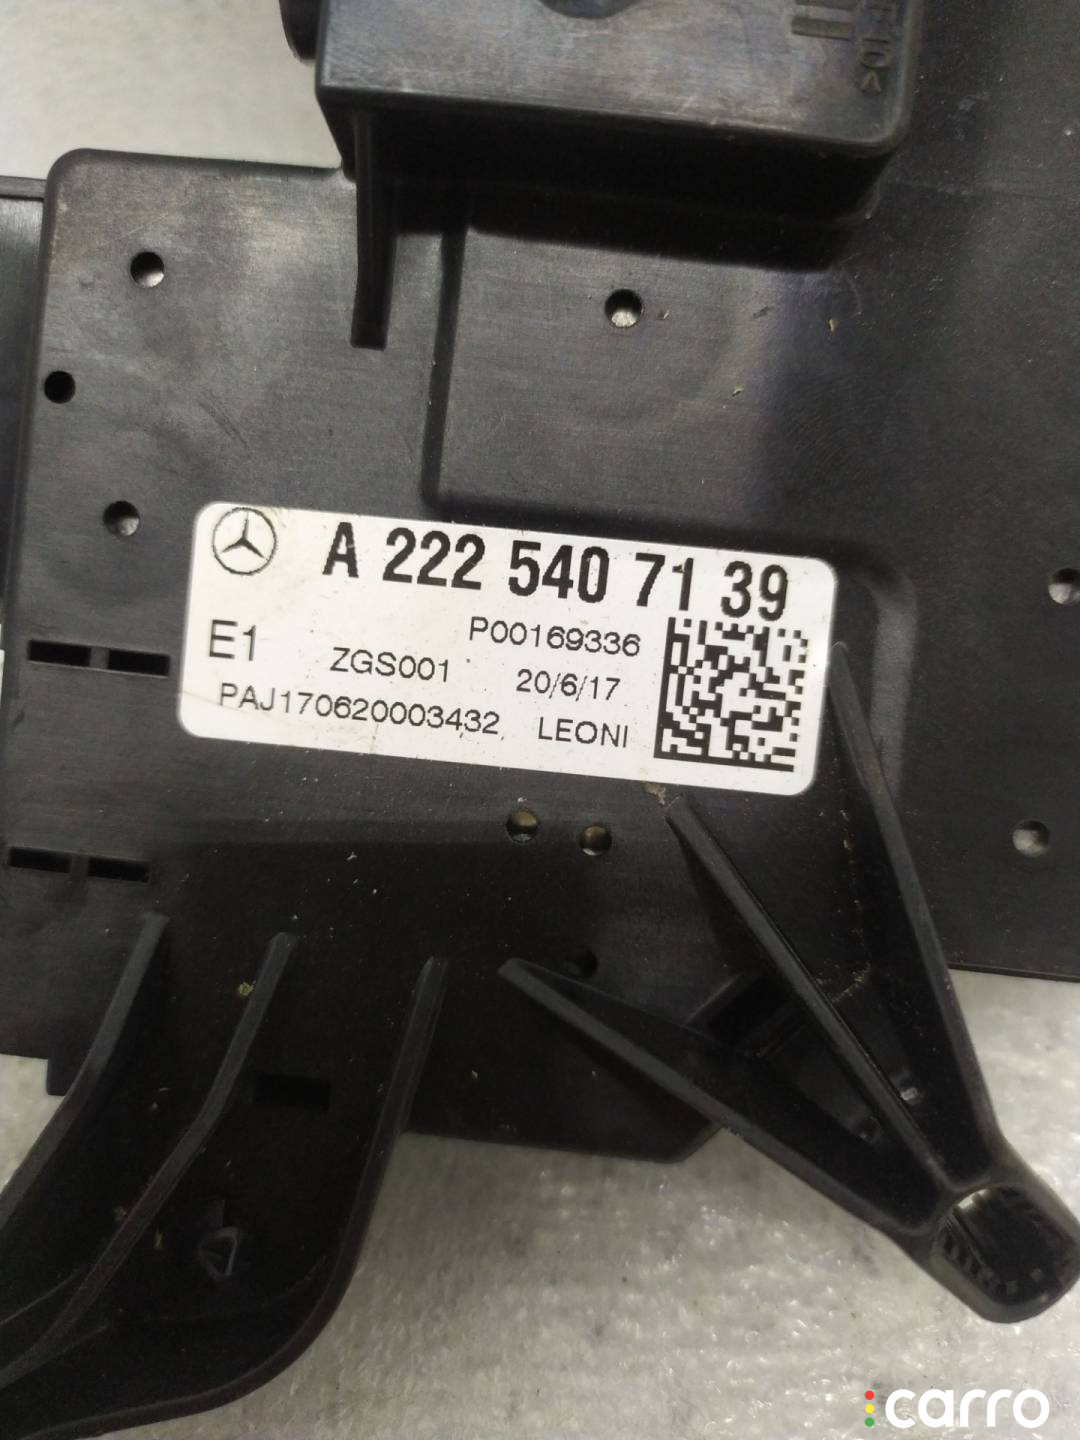 A 222 540 71 39
E1
P00169336
ZGS001
20/6/17
PAJ170620003432
LEONI
carro